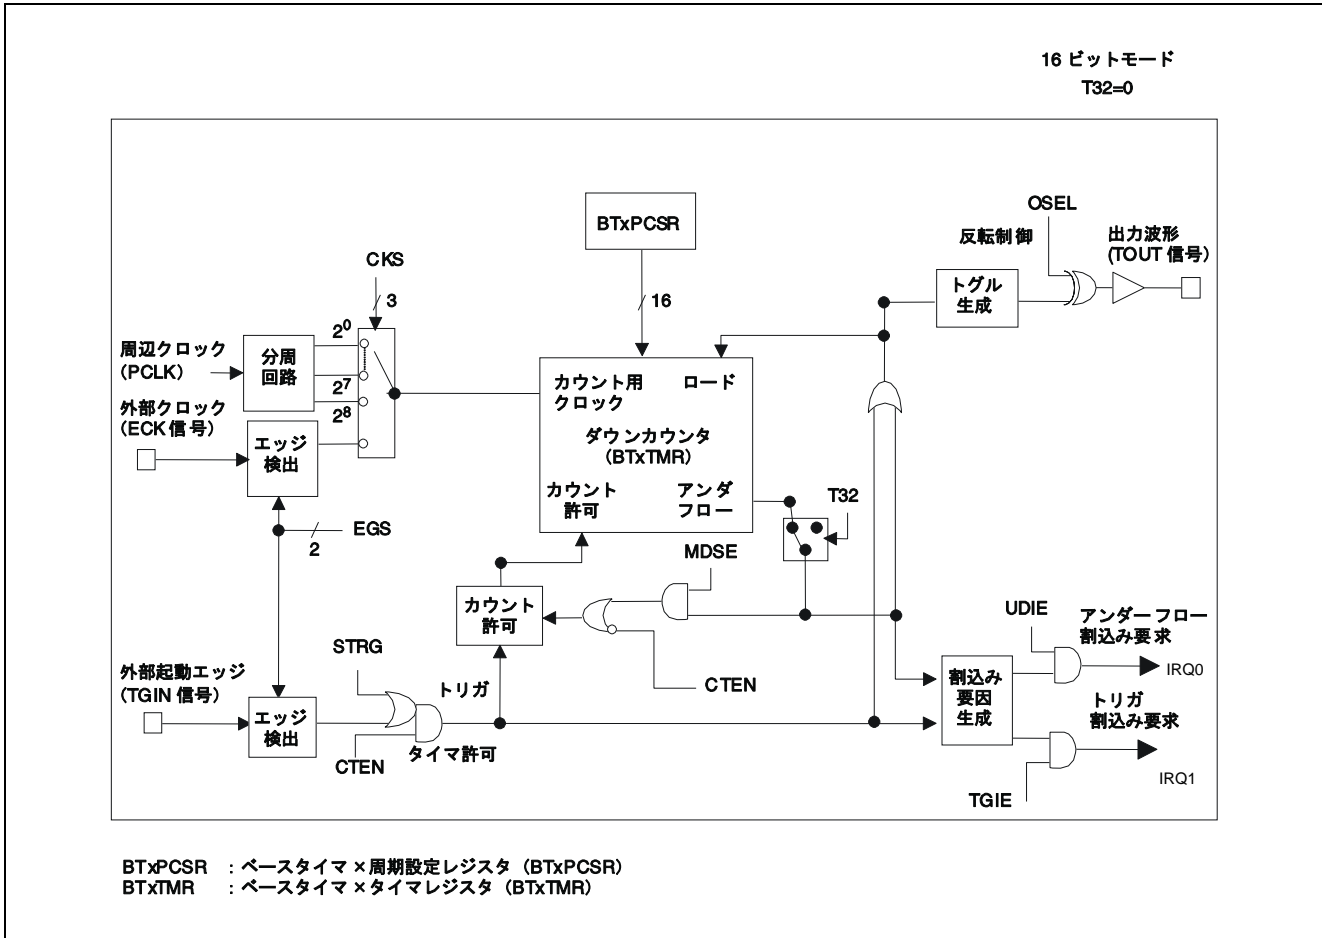 16 ビットモード
T32=0
BTxPCSR
OSEL
反転制御
出力波形
(TOUT 信号)
CKS
3
16
トグル
生成
2⁰
周辺クロック
(PCLK)
分周
回路
2⁷
外部クロック
(ECK 信号)
2⁸
エッジ
検出
カウント用
クロック
ロード
ダウンカウンタ
(BTxTMR)
カウント
許可
アンダ
フロー
T32
EGS
2
MDSE
カウント
許可
UDIE
アンダーフロー
割込み要求
IRQ0
STRG
CTEN
外部起動エッジ
(TGIN 信号)
トリガ
割込み
要因
生成
トリガ
割込み要求
エッジ
検出
タイマ許可
CTEN
IRQ1
TGIE
BTxPCSR : ベースタイマ × 周期設定レジスタ (BTxPCSR)
BTxTMR : ベースタイマ × タイマレジスタ (BTxTMR)